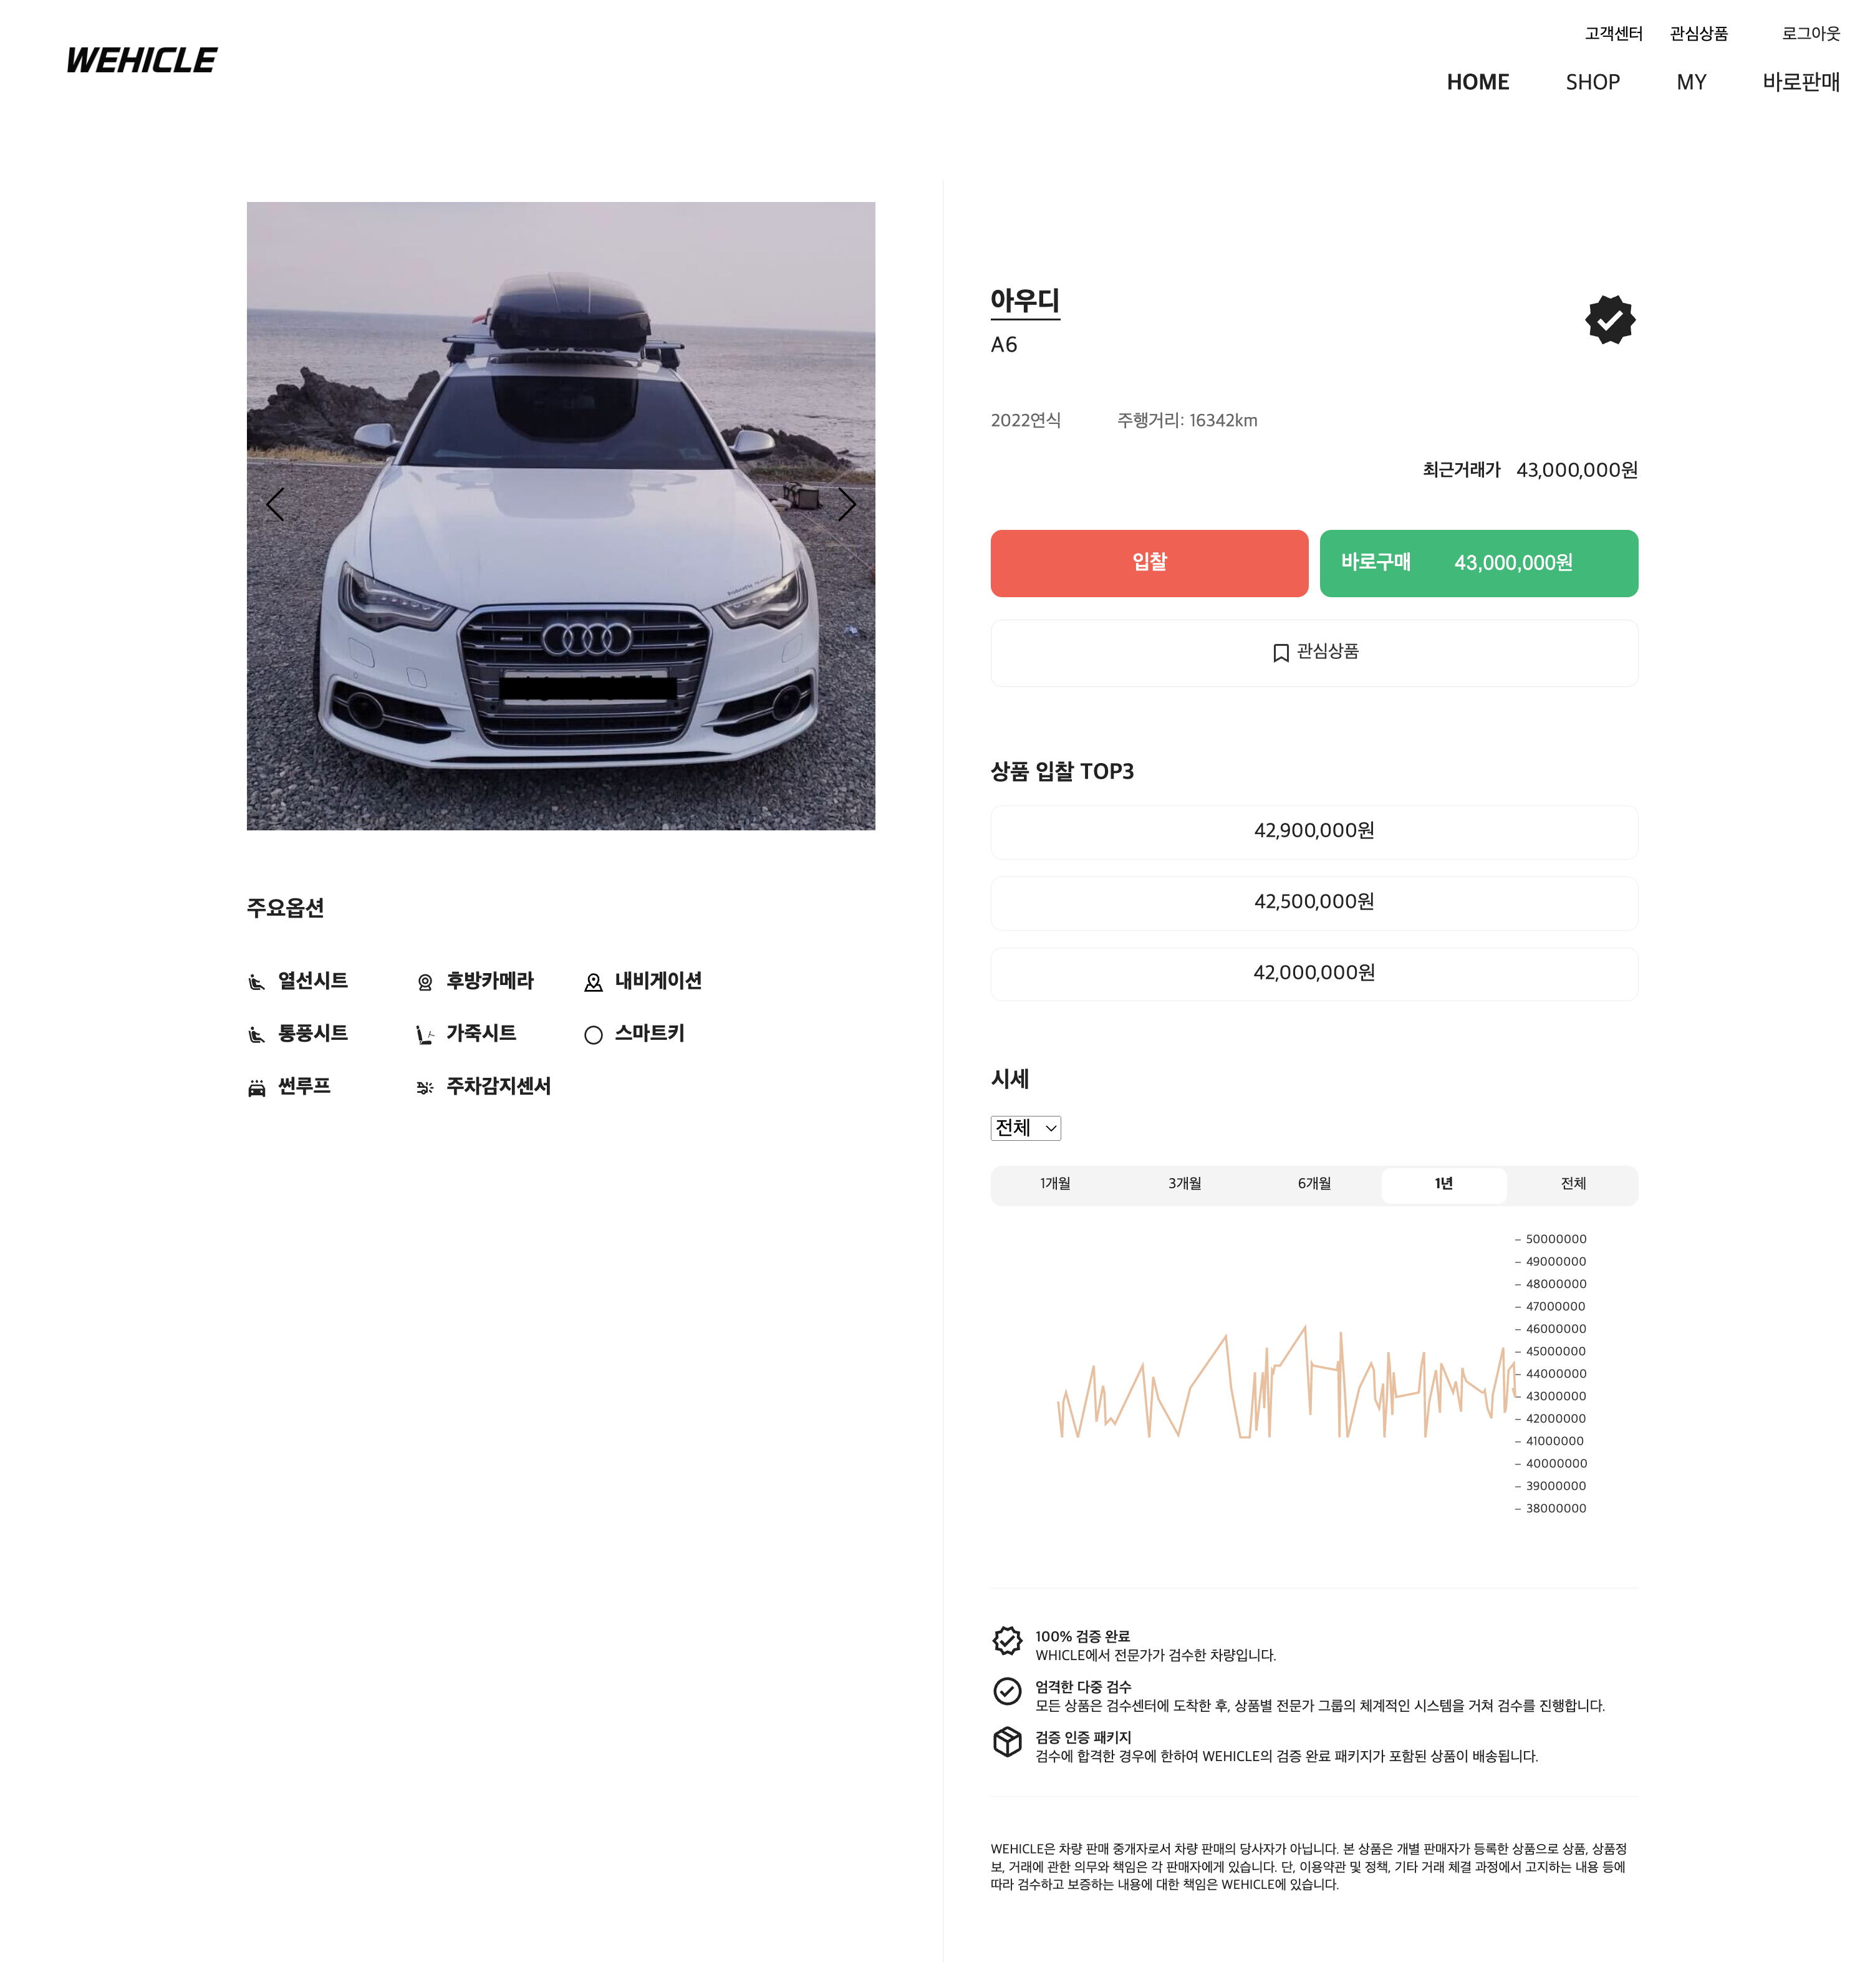 고객센터 관심상품 로그아웃
WEHICLE
HOME SHOP MY 바로판매
아우디
A6
2022연식 주행거리: 16342km
최근거래가 43,000,000원
입찰 바로구매 43,000,000원
관심상품
상품 입찰 TOP3
42,900,000원
42,500,000원
42,000,000원
주요옵션
열선시트 후방카메라 내비게이션
통풍시트 가죽시트 스마트키
썬루프 주차감지센서
시세
전체
1개월 3개월 6개월 1년 전체
50000000
49000000
48000000
47000000
46000000
45000000
44000000
43000000
42000000
41000000
40000000
39000000
38000000
100% 검증 완료
WHICLE에서 전문가가 검수한 차량입니다.
엄격한 다중 검수
모든 상품은 검수센터에 도착한 후, 상품별 전문가 그룹의 체계적인 시스템을 거쳐 검수를 진행합니다.
검증 인증 패키지
검수에 합격한 경우에 한하여 WEHICLE의 검증 완료 패키지가 포함된 상품이 배송됩니다.
WEHICLE은 차량 판매 중개자로서 차량 판매의 당사자가 아닙니다. 본 상품은 개별 판매자가 등록한 상품으로 상품, 상품정
보, 거래에 관한 의무와 책임은 각 판매자에게 있습니다. 단, 이용약관 및 정책, 기타 거래 체결 과정에서 고지하는 내용 등에
따라 검수하고 보증하는 내용에 대한 책임은 WEHICLE에 있습니다.